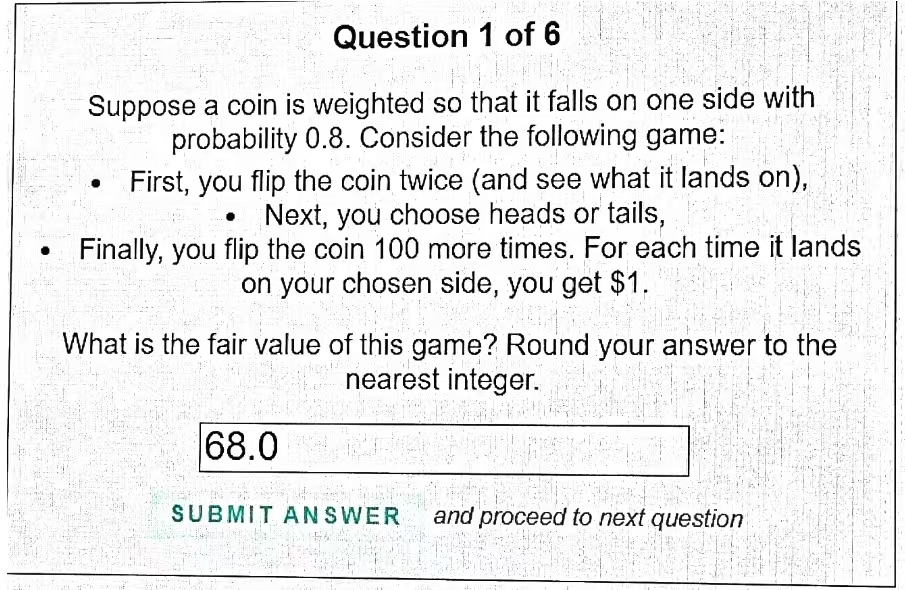 Question 1 of 6
Suppose a coin is weighted so that it falls on one side with
probability 0.8. Consider the following game:
• First, you flip the coin twice (and see what it lands on),
• Next, you choose heads or tails,
• Finally, you flip the coin 100 more times. For each time it lands
on your chosen side, you get $1.
What is the fair value of this game? Round your answer to the
nearest integer.
68.0
SUBMIT ANSWER and proceed to next question